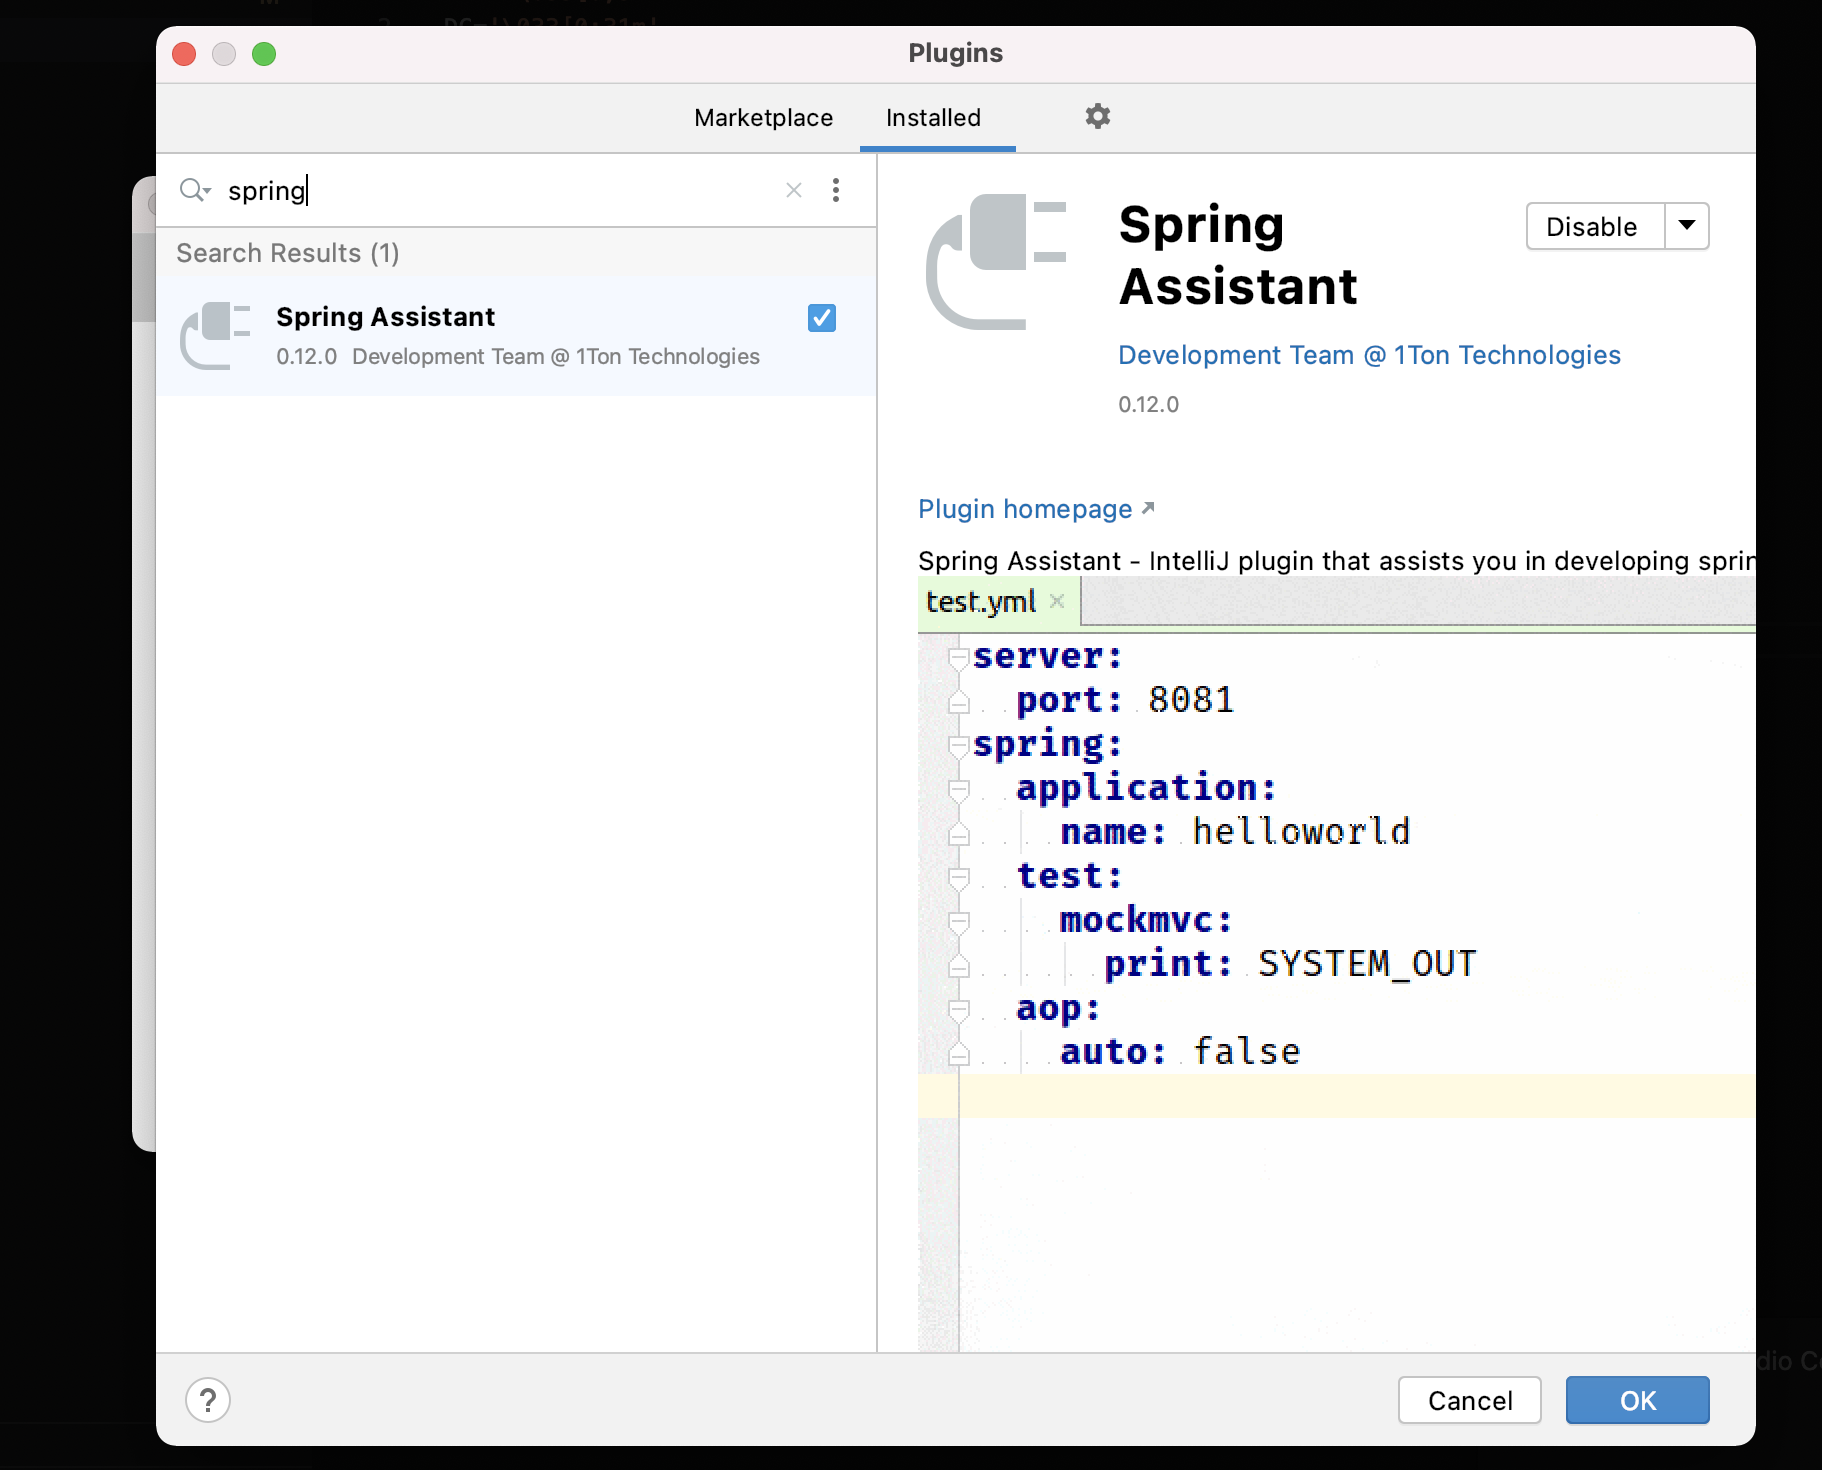 Plugins
Marketplace
Installed
spring
Search Results (1)
Spring Assistant
0.12.0 Development Team @ 1Ton Technologies
Spring
Assistant
Disable
Development Team @ 1Ton Technologies
0.12.0
Plugin homepage
Spring Assistant - IntelliJ plugin that assists you in developing sprin
test.yml
server:
port: 8081
spring:
application:
name: helloworld
test:
mockmvc:
print: SYSTEM_OUT
aop:
auto: false
?
Cancel
OK
dio C